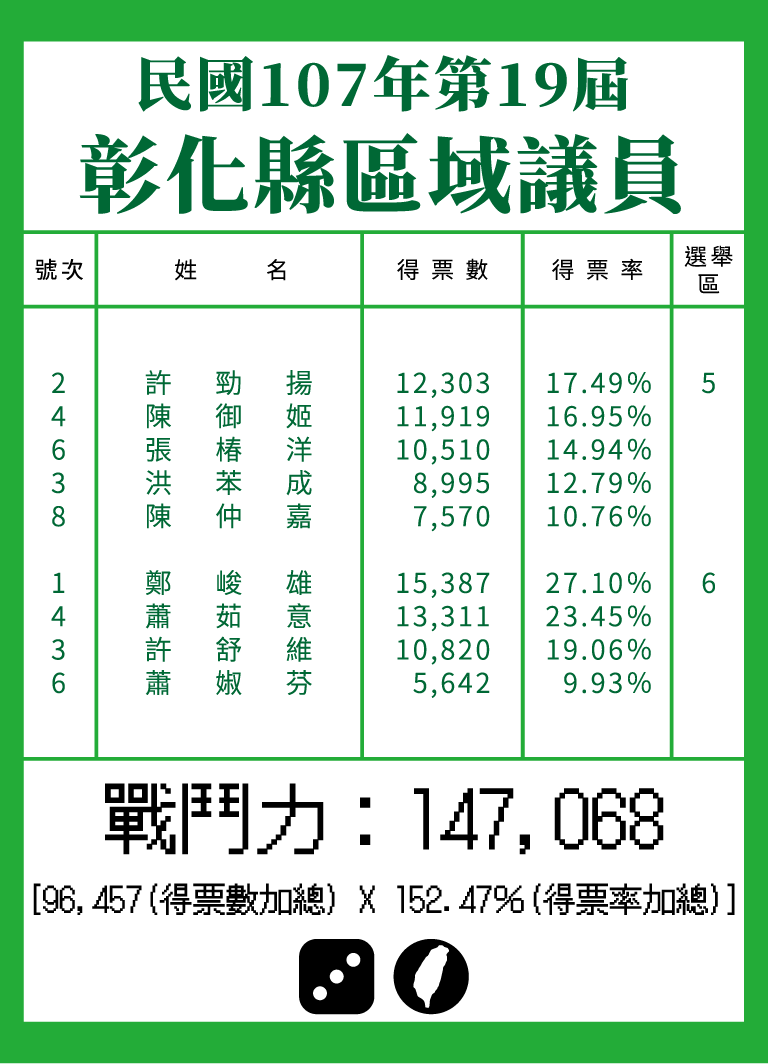 民國107年第19屆
彰化縣區域議員
號次 姓名 得票數 得票率 選舉區
2 許勁揚 12,303 17.49% 5
4 陳御姬 11,919 16.95%
6 張椿洋 10,510 14.94%
3 洪苯成 8,995 12.79%
8 陳仲嘉 7,570 10.76%
1 鄭峻雄 15,387 27.10% 6
4 蕭茹意 13,311 23.45%
3 許舒維 10,820 19.06%
6 蕭婌芬 5,642 9.93%
戰鬥力：147,068
[96,457(得票數加總) X 152.47%(得票率加總)]